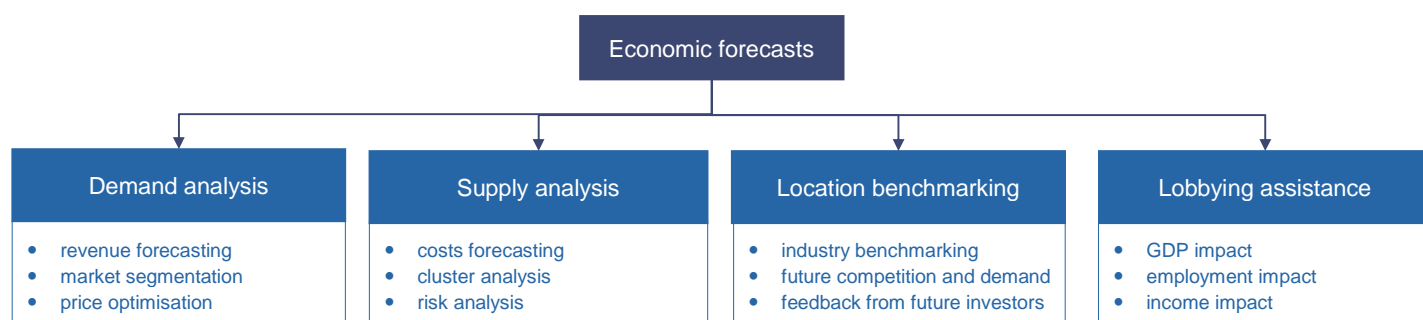 Economic forecasts
Demand analysis
• revenue forecasting
• market segmentation
• price optimisation
Supply analysis
• costs forecasting
• cluster analysis
• risk analysis
Location benchmarking
• industry benchmarking
• future competition and demand
• feedback from future investors
Lobbying assistance
• GDP impact
• employment impact
• income impact